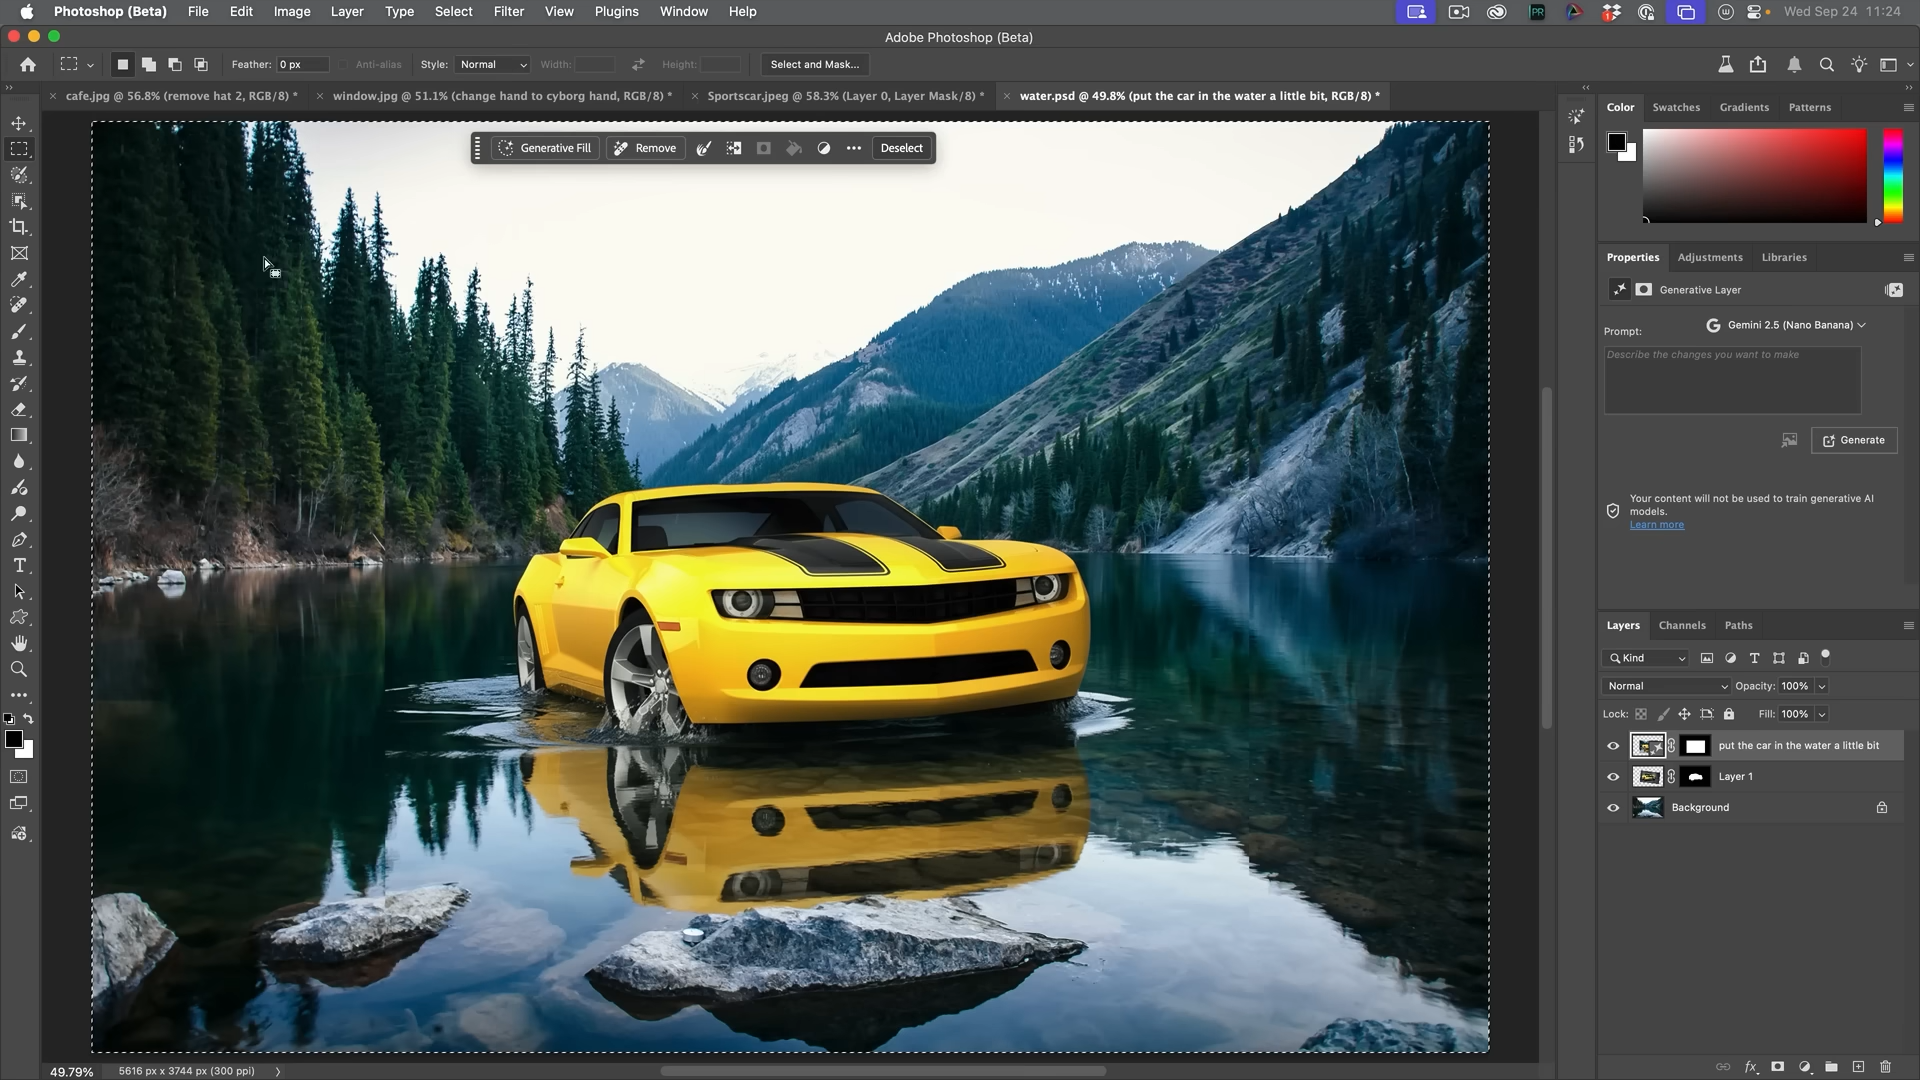 Photoshop (Beta) File Edit Image Layer Type Select Filter View Plugins Window Help Wed Sep 24 11:24
Adobe Photoshop (Beta)
Feather: 0 px Anti-alias Style: Normal Width: Height: Select and Mask...
cafe.jpg @ 56.8% (remove hat 2, RGB/8) * window.jpg @ 51.1% (change hand to cyborg hand, RGB/8) * Sportscar.jpeg @ 58.3% (Layer 0, Layer Mask/8) * water.psd @ 49.8% (put the car in the water a little bit, RGB/8) *
Generative Fill Remove Deselect
Color Swatches Gradients Patterns
Properties Adjustments Libraries
Generative Layer
Prompt: Gemini 2.5 (Nano Banana)
Describe the changes you want to make
Generate
Your content will not be used to train generative AI
models.
Learn more
Layers Channels Paths
Kind
Normal Opacity: 100%
Lock: Fill: 100%
put the car in the water a little bit
Layer 1
Background
49.79% 5616 px x 3744 px (300 ppi)